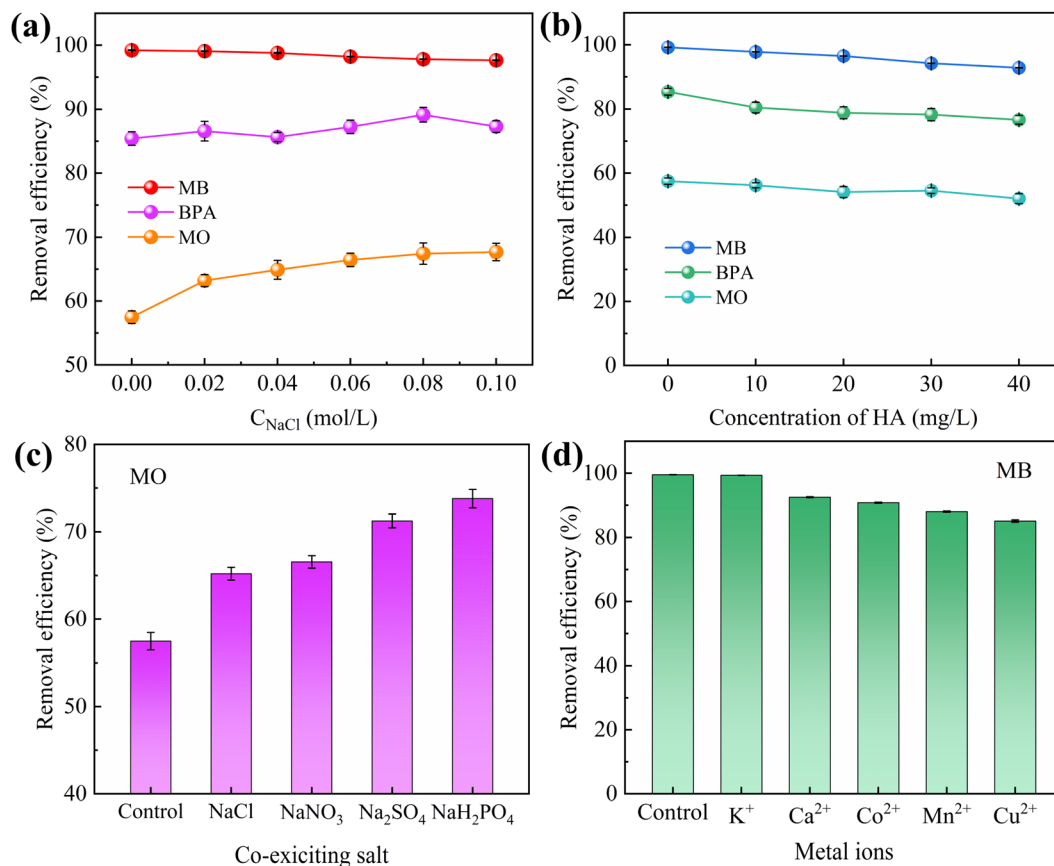 (a)
100
90
80
70
60
50
Removal efficiency (%)
MB
BPA
MO
0.00 0.02 0.04 0.06 0.08 0.10
C_NaCl (mol/L)
(b)
100
80
60
40
20
0
Removal efficiency (%)
MB
BPA
MO
0 10 20 30 40
Concentration of HA (mg/L)
(c)
MO
80
70
60
50
40
Removal efficiency (%)
Control NaCl NaNO₃ Na₂SO₄ NaH₂PO₄
Co-exiciting salt
(d)
MB
100
80
60
40
20
0
Removal efficiency (%)
Control K⁺ Ca²⁺ Co²⁺ Mn²⁺ Cu²⁺
Metal ions